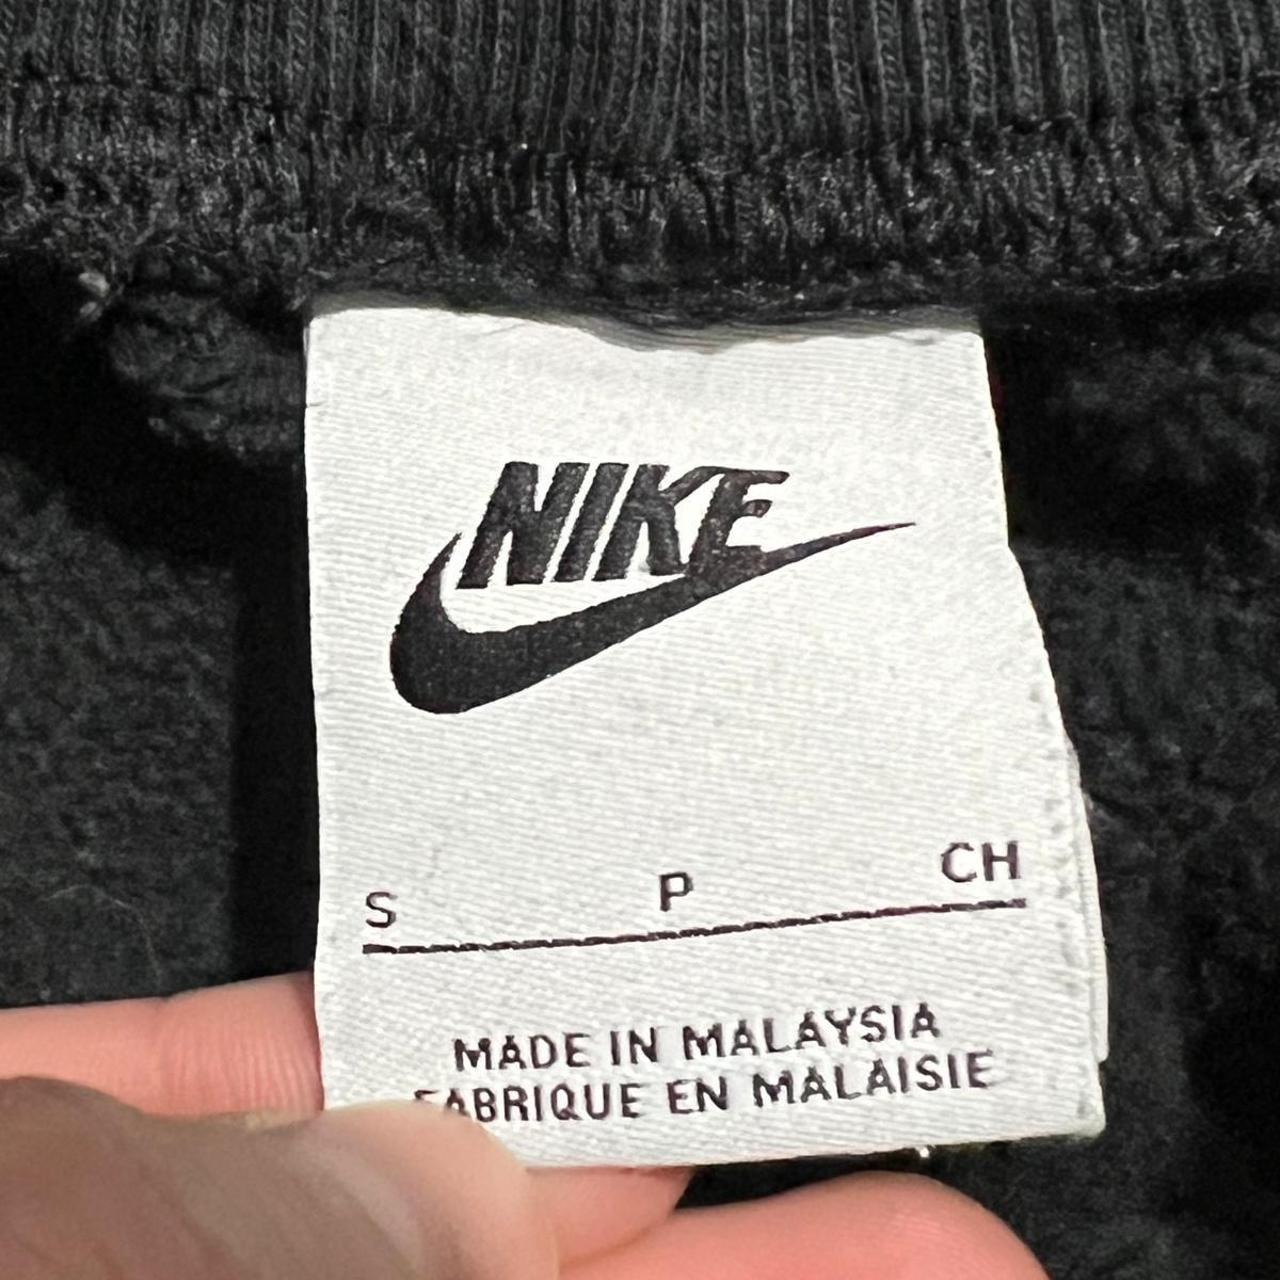 NIKE
S P CH
MADE IN MALAYSIA
FABRIQUE EN MALAISIE